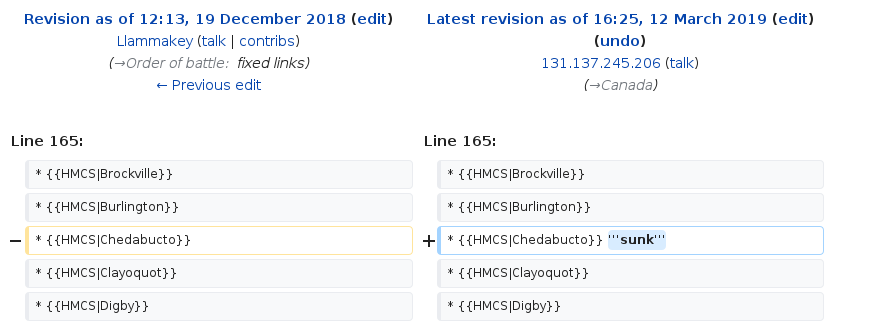 Revision as of 12:13, 19 December 2018 (edit)
Llammakey (talk | contribs)
(→Order of battle: fixed links)
← Previous edit
Latest revision as of 16:25, 12 March 2019 (edit)
(undo)
131.137.245.206 (talk)
(→Canada)
Line 165:
Line 165:
* {{HMCS|Brockville}}
* {{HMCS|Brockville}}
* {{HMCS|Burlington}}
* {{HMCS|Burlington}}
− * {{HMCS|Chedabucto}}
+ * {{HMCS|Chedabucto}} '''sunk'''
* {{HMCS|Clayoquot}}
* {{HMCS|Clayoquot}}
* {{HMCS|Digby}}
* {{HMCS|Digby}}